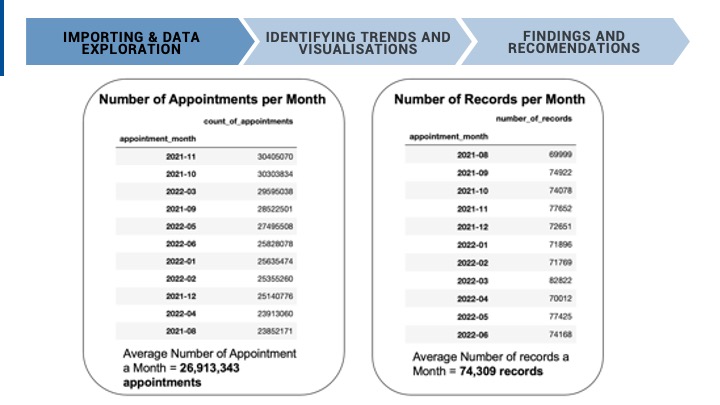 IMPORTING & DATA
EXPLORATION
IDENTIFYING TRENDS AND
VISUALISATIONS
FINDINGS AND
RECOMENDATIONS
Number of Appointments per Month
count_of_appointments
appointment_month
2021-11 30405070
2021-10 30303834
2022-03 29595038
2021-09 28522501
2022-05 27495508
2022-06 25828078
2022-01 25635474
2022-02 25355260
2021-12 25140776
2022-04 23913060
2021-08 23852171
Average Number of Appointment
a Month = 26,913,343
appointments
Number of Records per Month
number_of_records
appointment_month
2021-08 69999
2021-09 74922
2021-10 74078
2021-11 77652
2021-12 72651
2022-01 71896
2022-02 71769
2022-03 82822
2022-04 70012
2022-05 77425
2022-06 74168
Average Number of records a
Month = 74,309 records